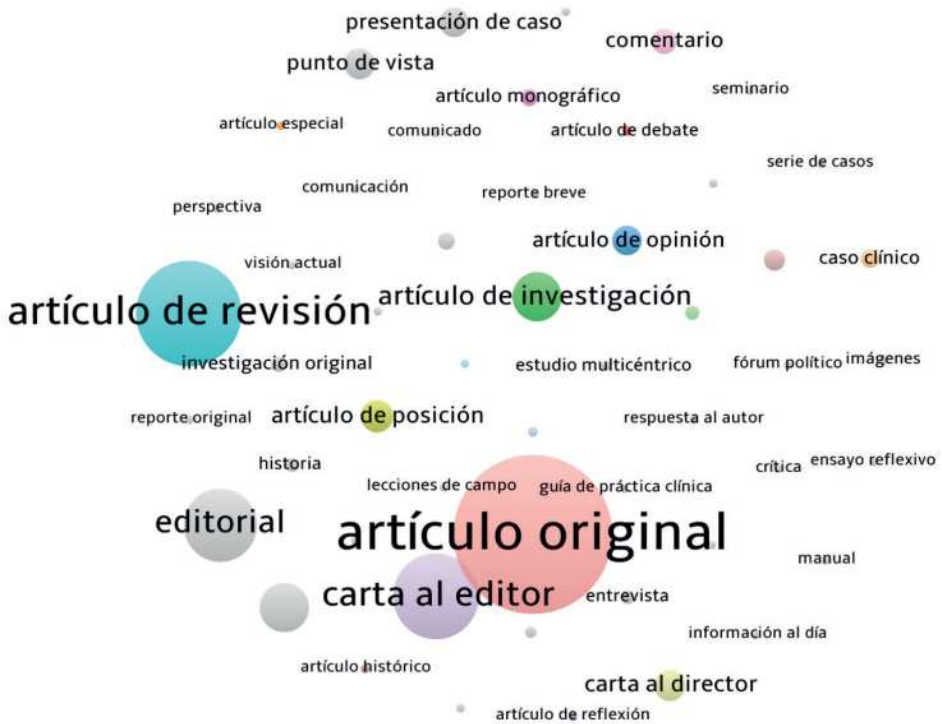 presentación de caso
comentario
punto de vista
artículo monográfico
seminario
artículo especial
comunicado
artículo de debate
serie de casos
comunicación
reporte breve
perspectiva
artículo de opinión
visión actual
caso clínico
artículo de revisión
artículo de investigación
investigación original
estudio multicéntrico
fórum político
imágenes
reporte original
artículo de posición
respuesta al autor
historia
crítica
ensayo reflexivo
lecciones de campo
guía de práctica clínica
editorial
artículo original
manual
carta al editor
entrevista
información al día
artículo histórico
carta al director
artículo de reflexión